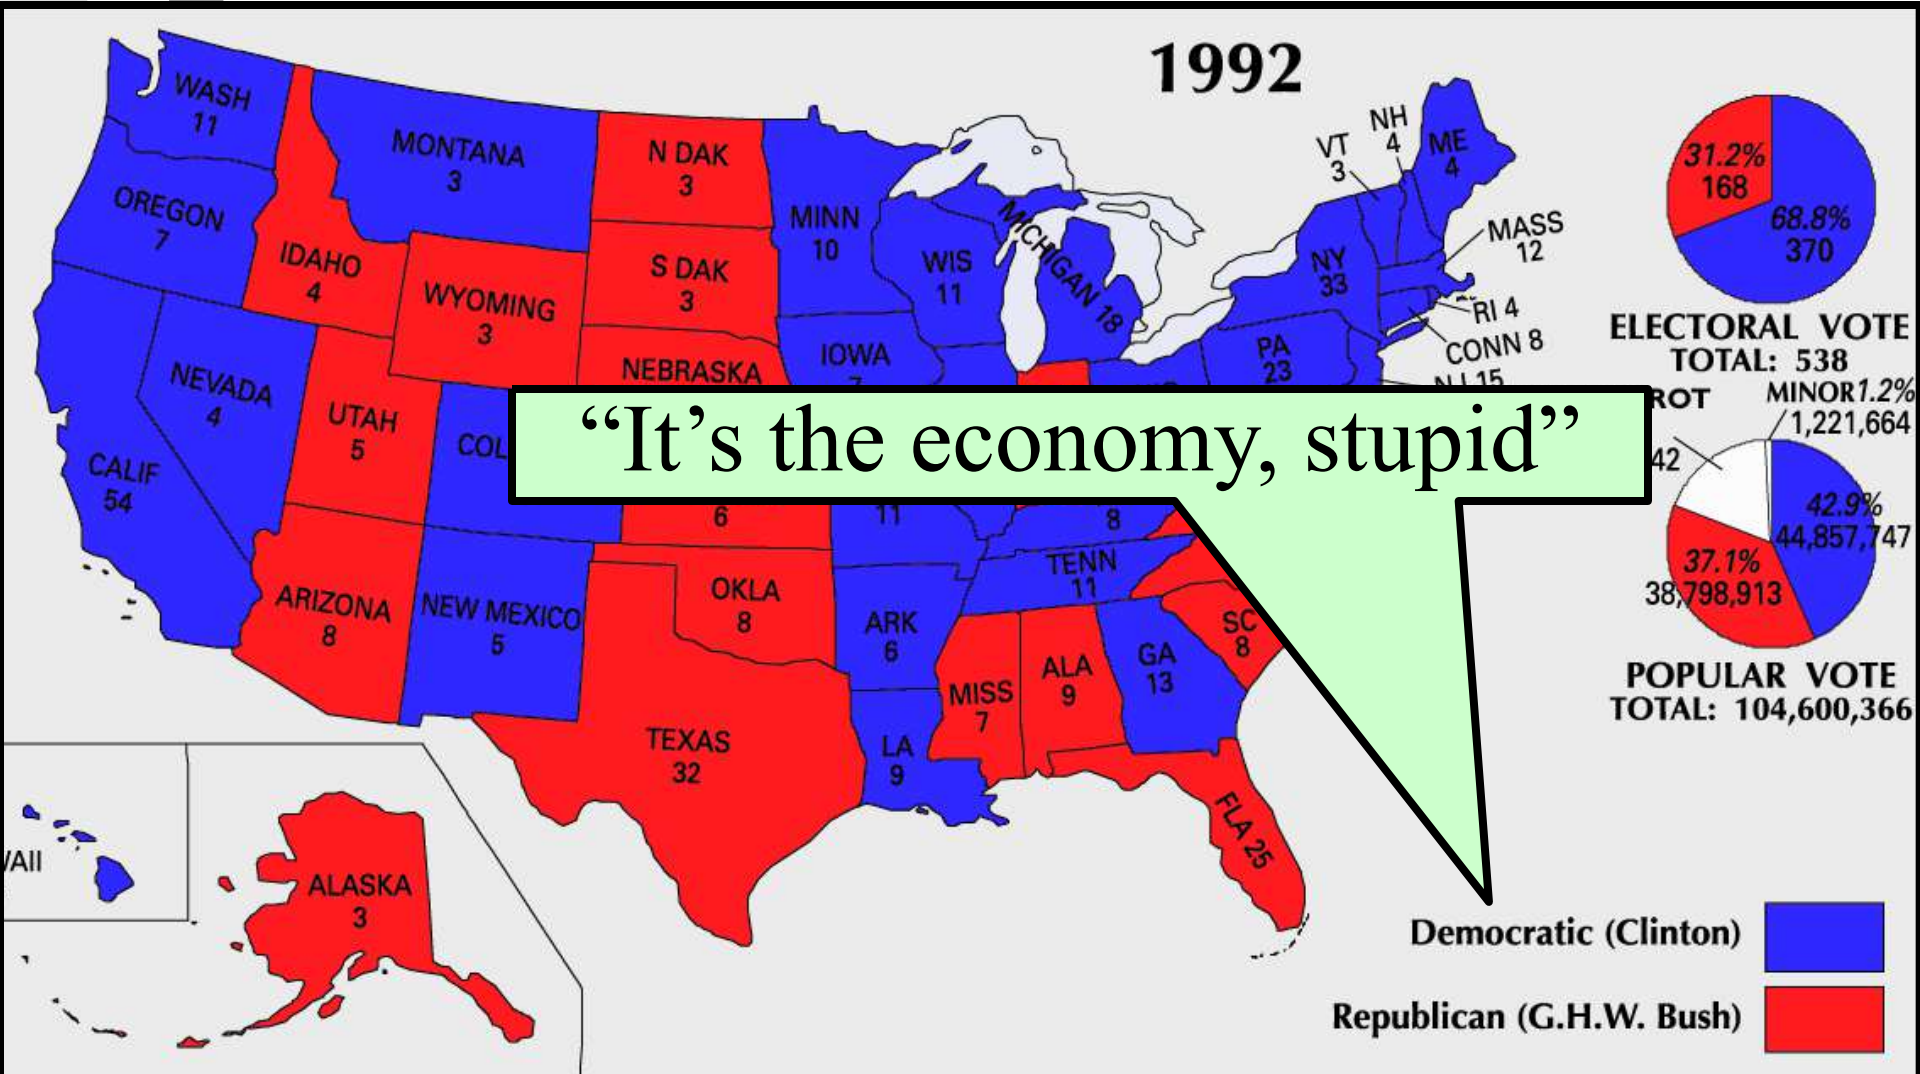 1992
WASH
11
OREGON
7
CALIF
54
NEVADA
4
IDAHO
4
MONTANA
3
WYOMING
3
UTAH
5
ARIZONA
8
COL
NEW MEXICO
5
N DAK
3
S DAK
3
NEBRASKA
6
OKLA
8
TEXAS
32
MINN
10
IOWA
7
WIS
11
MICHIGAN 18
11
ARK
6
LA
9
MISS
7
ALA
9
TENN
11
8
GA
13
SC
8
FLA 25
PA
23
NY
33
VT
3
NH
4
ME
4
MASS
12
RI 4
CONN 8
NJ 15
ALASKA
3
“It’s the economy, stupid”
31.2%
168
68.8%
370
ELECTORAL VOTE
TOTAL: 538
ROT
MINOR 1.2%
1,221,664
42
42.9%
44,857,747
37.1%
38,798,913
POPULAR VOTE
TOTAL: 104,600,366
Democratic (Clinton)
Republican (G.H.W. Bush)